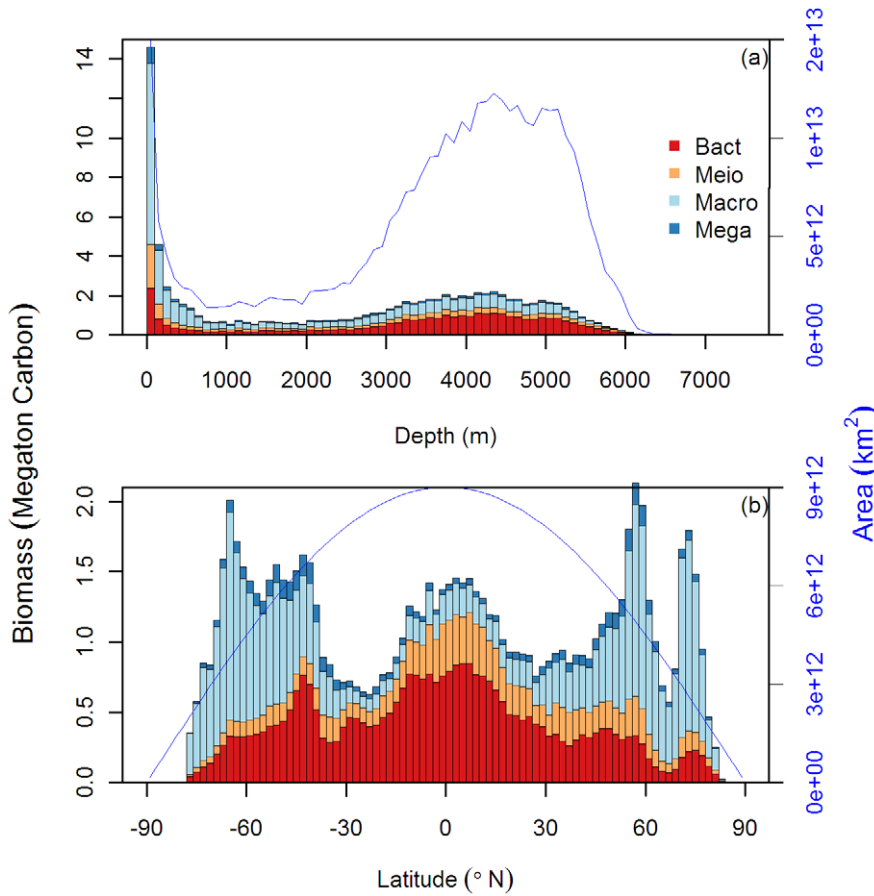 (a)
14
10
8
6
4
2
0
Bact
Meio
Macro
Mega
2e+13
1e+13
5e+12
0e+00
0 1000 2000 3000 4000 5000 6000 7000
Depth (m)
Biomass (Megaton Carbon)
Area (km²)
(b)
2.0
1.5
1.0
0.5
0.0
9e+12
6e+12
3e+12
0e+00
-90 -60 -30 0 30 60 90
Latitude (° N)